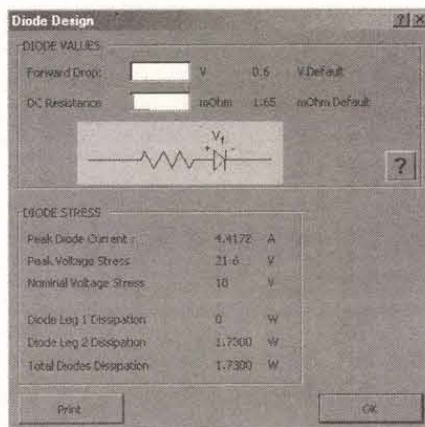 Diode Design
? ×
DIODE VALUES
Forward Drop: V 0.6 V Default
DC Resistance mOhm 1.65 mOhm Default
Vf
+ -
?
DIODE STRESS
Peak Diode Current : 4.4172 A
Peak Voltage Stress 21.6 V
Nominal Voltage Stress 18 V
Diode Leg 1 Dissipation 0 W
Diode Leg 2 Dissipation 1.7300 W
Total Diodes Dissipation 1.7300 W
Print OK